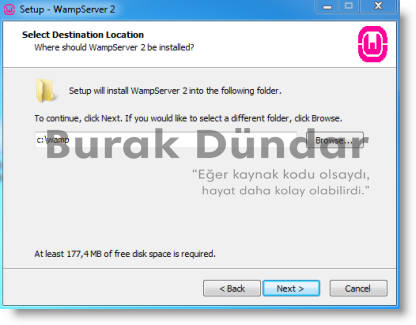 Setup - WampServer 2
Select Destination Location
Where should WampServer 2 be installed?
Setup will install WampServer 2 into the following folder.
To continue, click Next. If you would like to select a different folder, click Browse.
c:\wamp
Browse...
Burak Dündar
“Eğer kaynak kodu olsaydı,
hayat daha kolay olabilirdi.”
At least 177,4 MB of free disk space is required.
< Back
Next >
Cancel